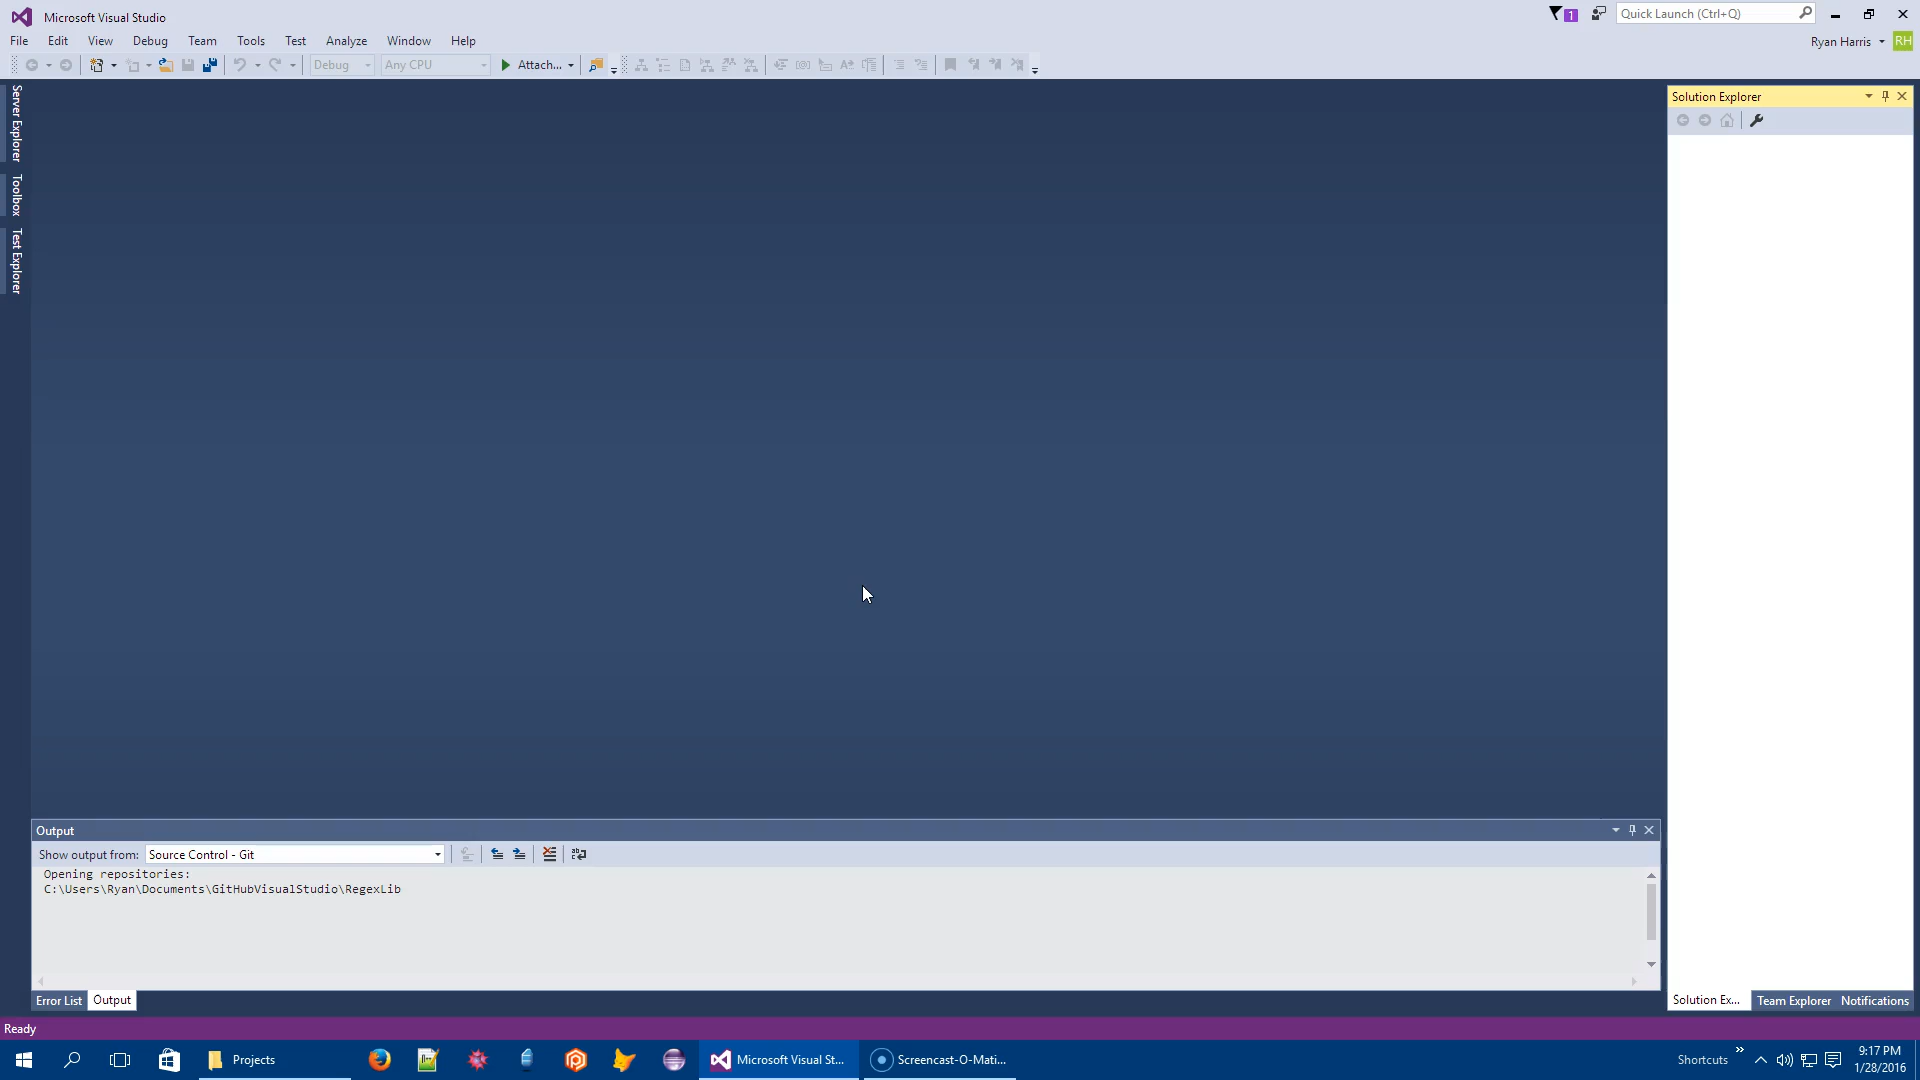 Microsoft Visual Studio
1
Quick Launch (Ctrl+Q)
File Edit View Debug Team Tools Test Analyze Window Help
Ryan Harris RH
Debug Any CPU Attach...
Server Explorer
Toolbox
Test Explorer
Solution Explorer
Output
Show output from: Source Control - Git
Opening repositories:
C:\Users\Ryan\Documents\GitHubVisualStudio\RegexLib
Error List Output
Solution Ex... Team Explorer Notifications
Ready
Projects
Microsoft Visual St...
Screencast-O-Mati...
Shortcuts
9:17 PM
1/28/2016